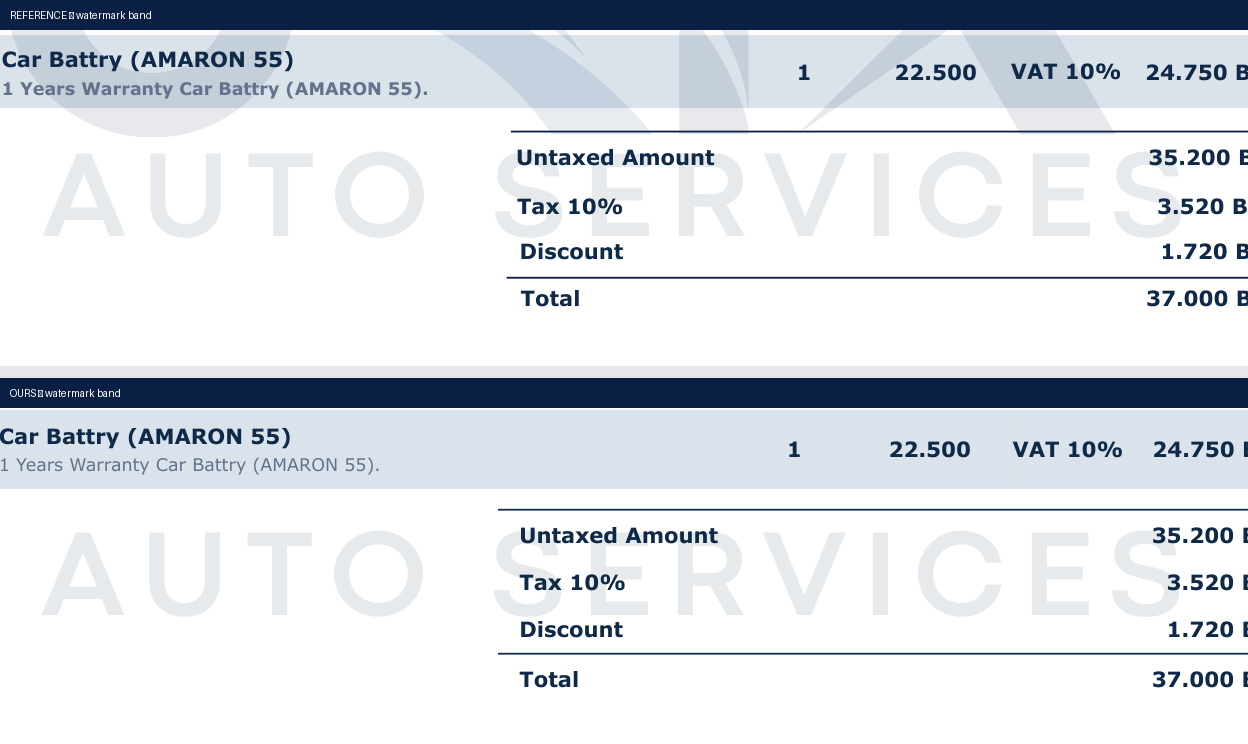 REFERENCE watermark band
Car Battry (AMARON 55) 1 22.500 VAT 10% 24.750 B
1 Years Warranty Car Battry (AMARON 55).
AUTO SERVICES
Untaxed Amount 35.200 B
Tax 10% 3.520 B
Discount 1.720 B
Total 37.000 B
OURS watermark band
Car Battry (AMARON 55) 1 22.500 VAT 10% 24.750 B
1 Years Warranty Car Battry (AMARON 55).
AUTO SERVICES
Untaxed Amount 35.200 B
Tax 10% 3.520 B
Discount 1.720 B
Total 37.000 B